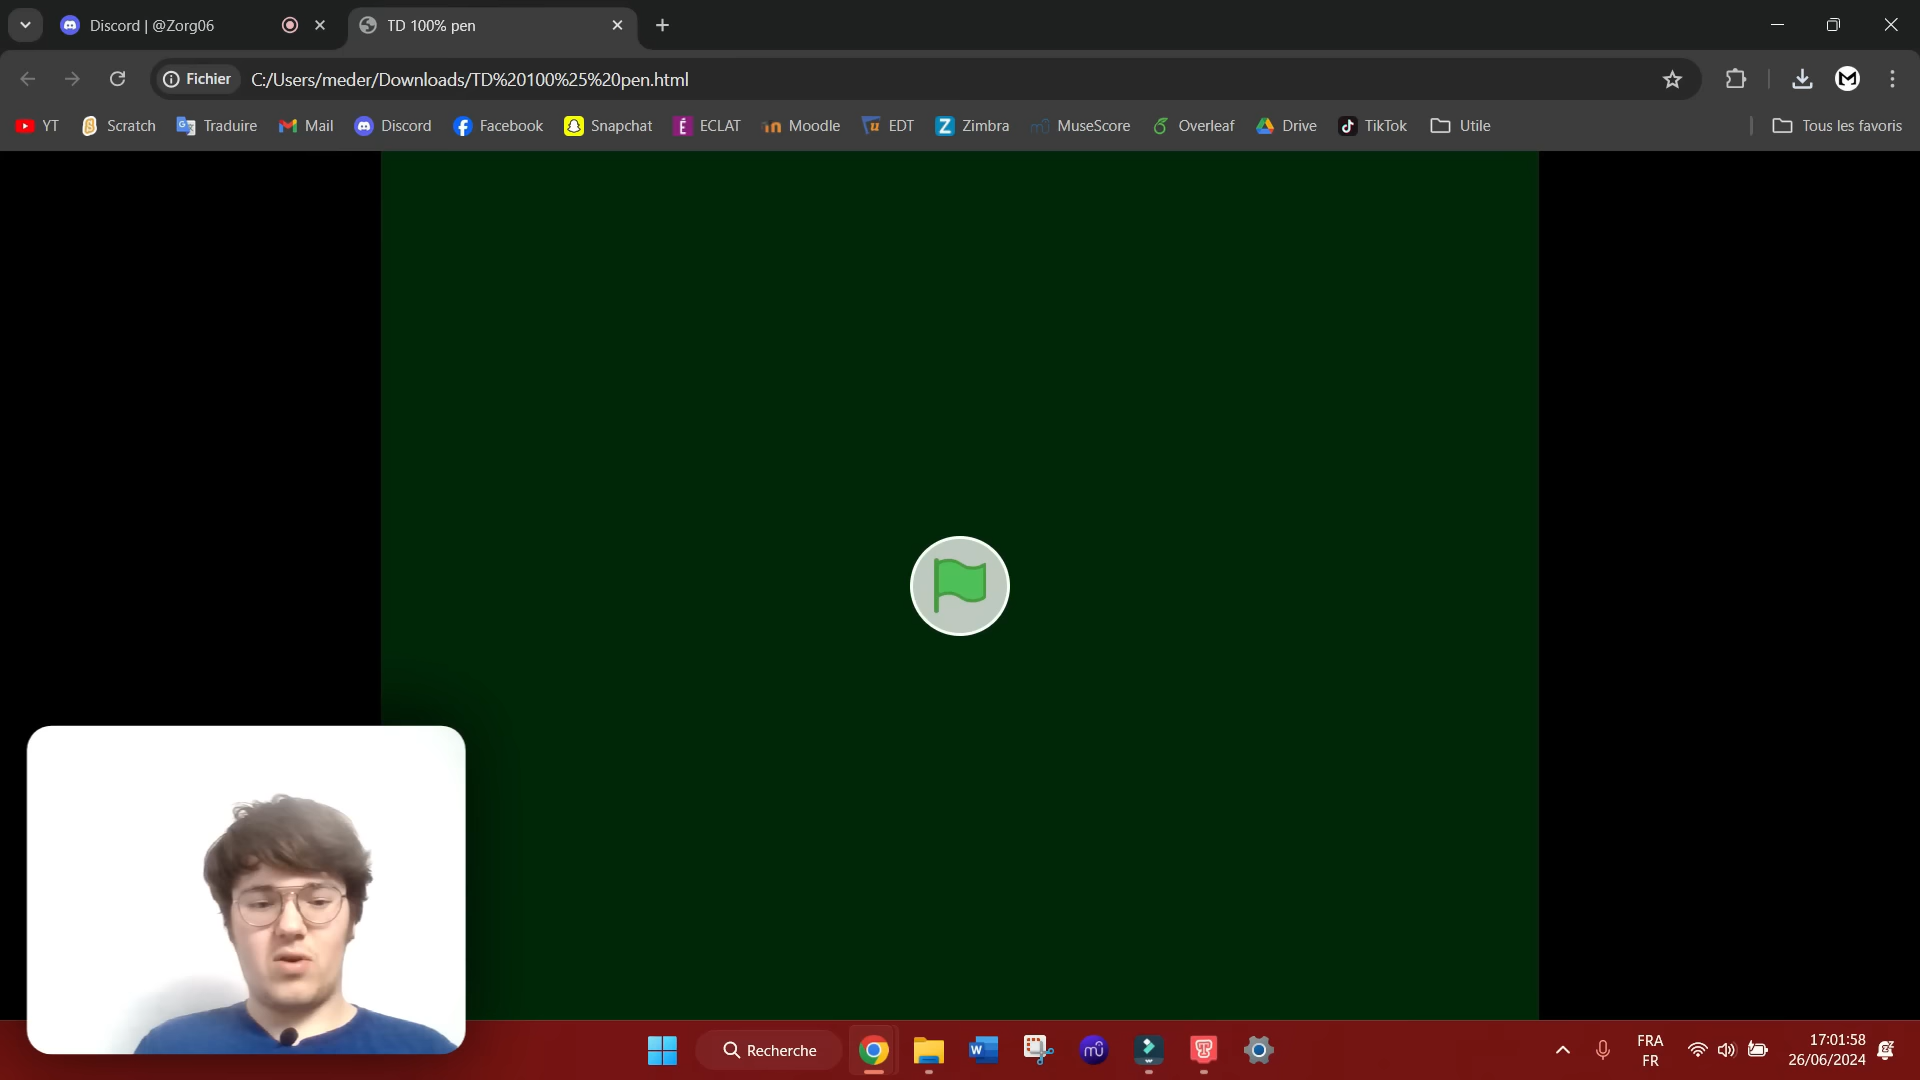 Discord | @Zorg06
TD 100% pen
Fichier C:/Users/meder/Downloads/TD%20100%25%20pen.html
YT Scratch Traduire Mail Discord Facebook Snapchat ECLAT Moodle EDT Zimbra MuseScore Overleaf Drive TikTok Utile Tous les favoris
Recherche
FRA
FR
17:01:58
26/06/2024